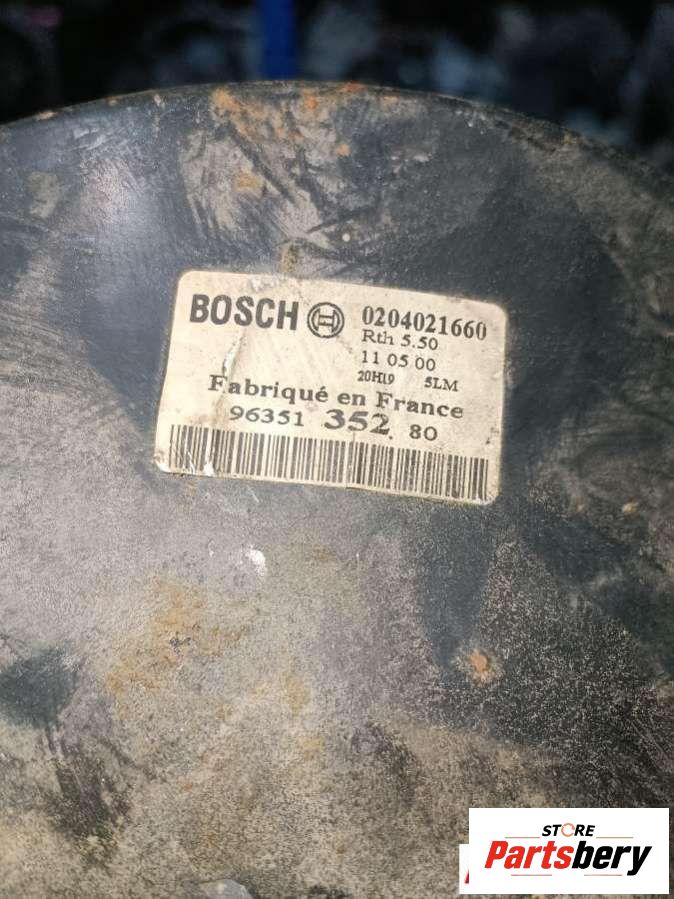 BOSCH 0204021660
Rth 5.50
11 05 00
20H19 5LM
Fabriqué en France
96351 352 80
STORE
Partsbery